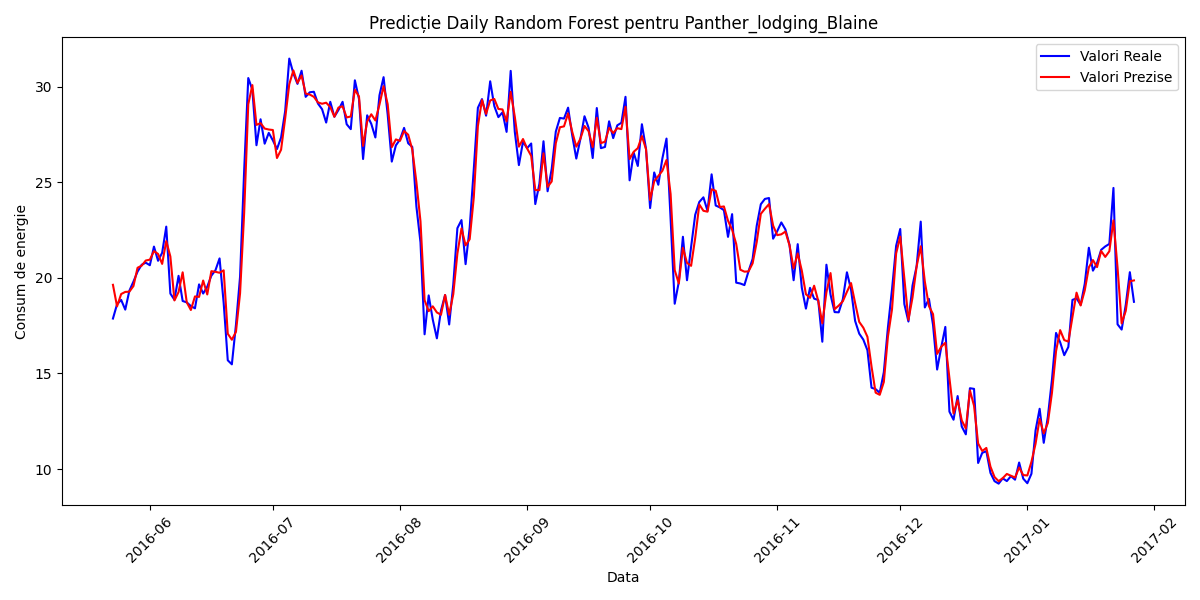 Predicție Daily Random Forest pentru Panther_lodging_Blaine
Valori Reale
Valori Prezise
Consum de energie
30
25
20
15
10
2016-06
2016-07
2016-08
2016-09
2016-10
2016-11
2016-12
2017-01
2017-02
Data